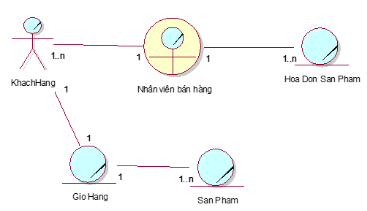 1..n
1
1
1..n
KhachHang
Nhân viên bán hàng
Hoa Don San Pham
1
1
1
1..n
Gio Hang
San Pham